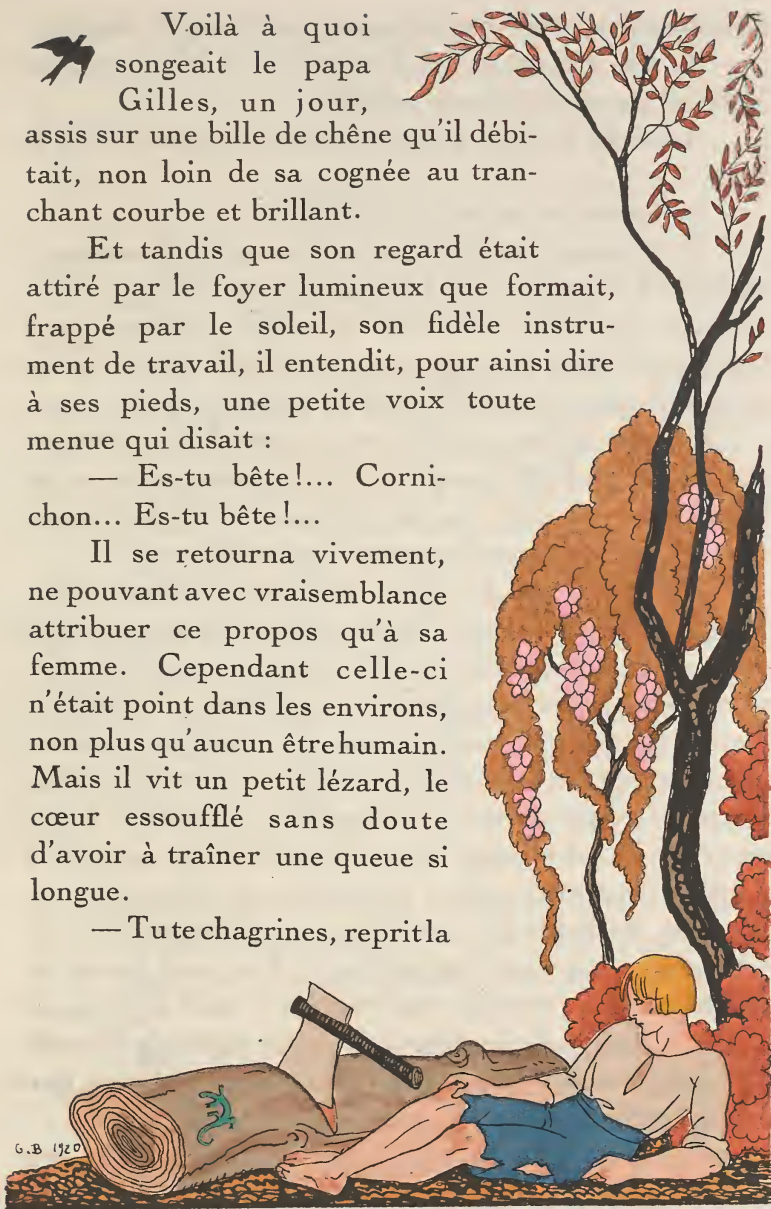 Voilà à quoi
songeait le papa
Gilles, un jour,
assis sur une bille de chêne qu'il débi-
tait, non loin de sa cognée au tran-
chant courbe et brillant.
Et tandis que son regard était
attiré par le foyer lumineux que formait,
frappé par le soleil, son fidèle instru-
ment de travail, il entendit, pour ainsi dire
à ses pieds, une petite voix toute
menue qui disait :
— Es-tu bête !... Corni-
chon... Es-tu bête !...
Il se retourna vivement,
ne pouvant avec vraisemblance
attribuer ce propos qu'à sa
femme. Cependant celle-ci
n'était point dans les environs,
non plus qu'aucun être humain.
Mais il vit un petit lézard, le
cœur essoufflé sans doute
d'avoir à traîner une queue si
longue.
— Tu te chagrines, reprit la
G.B 1920